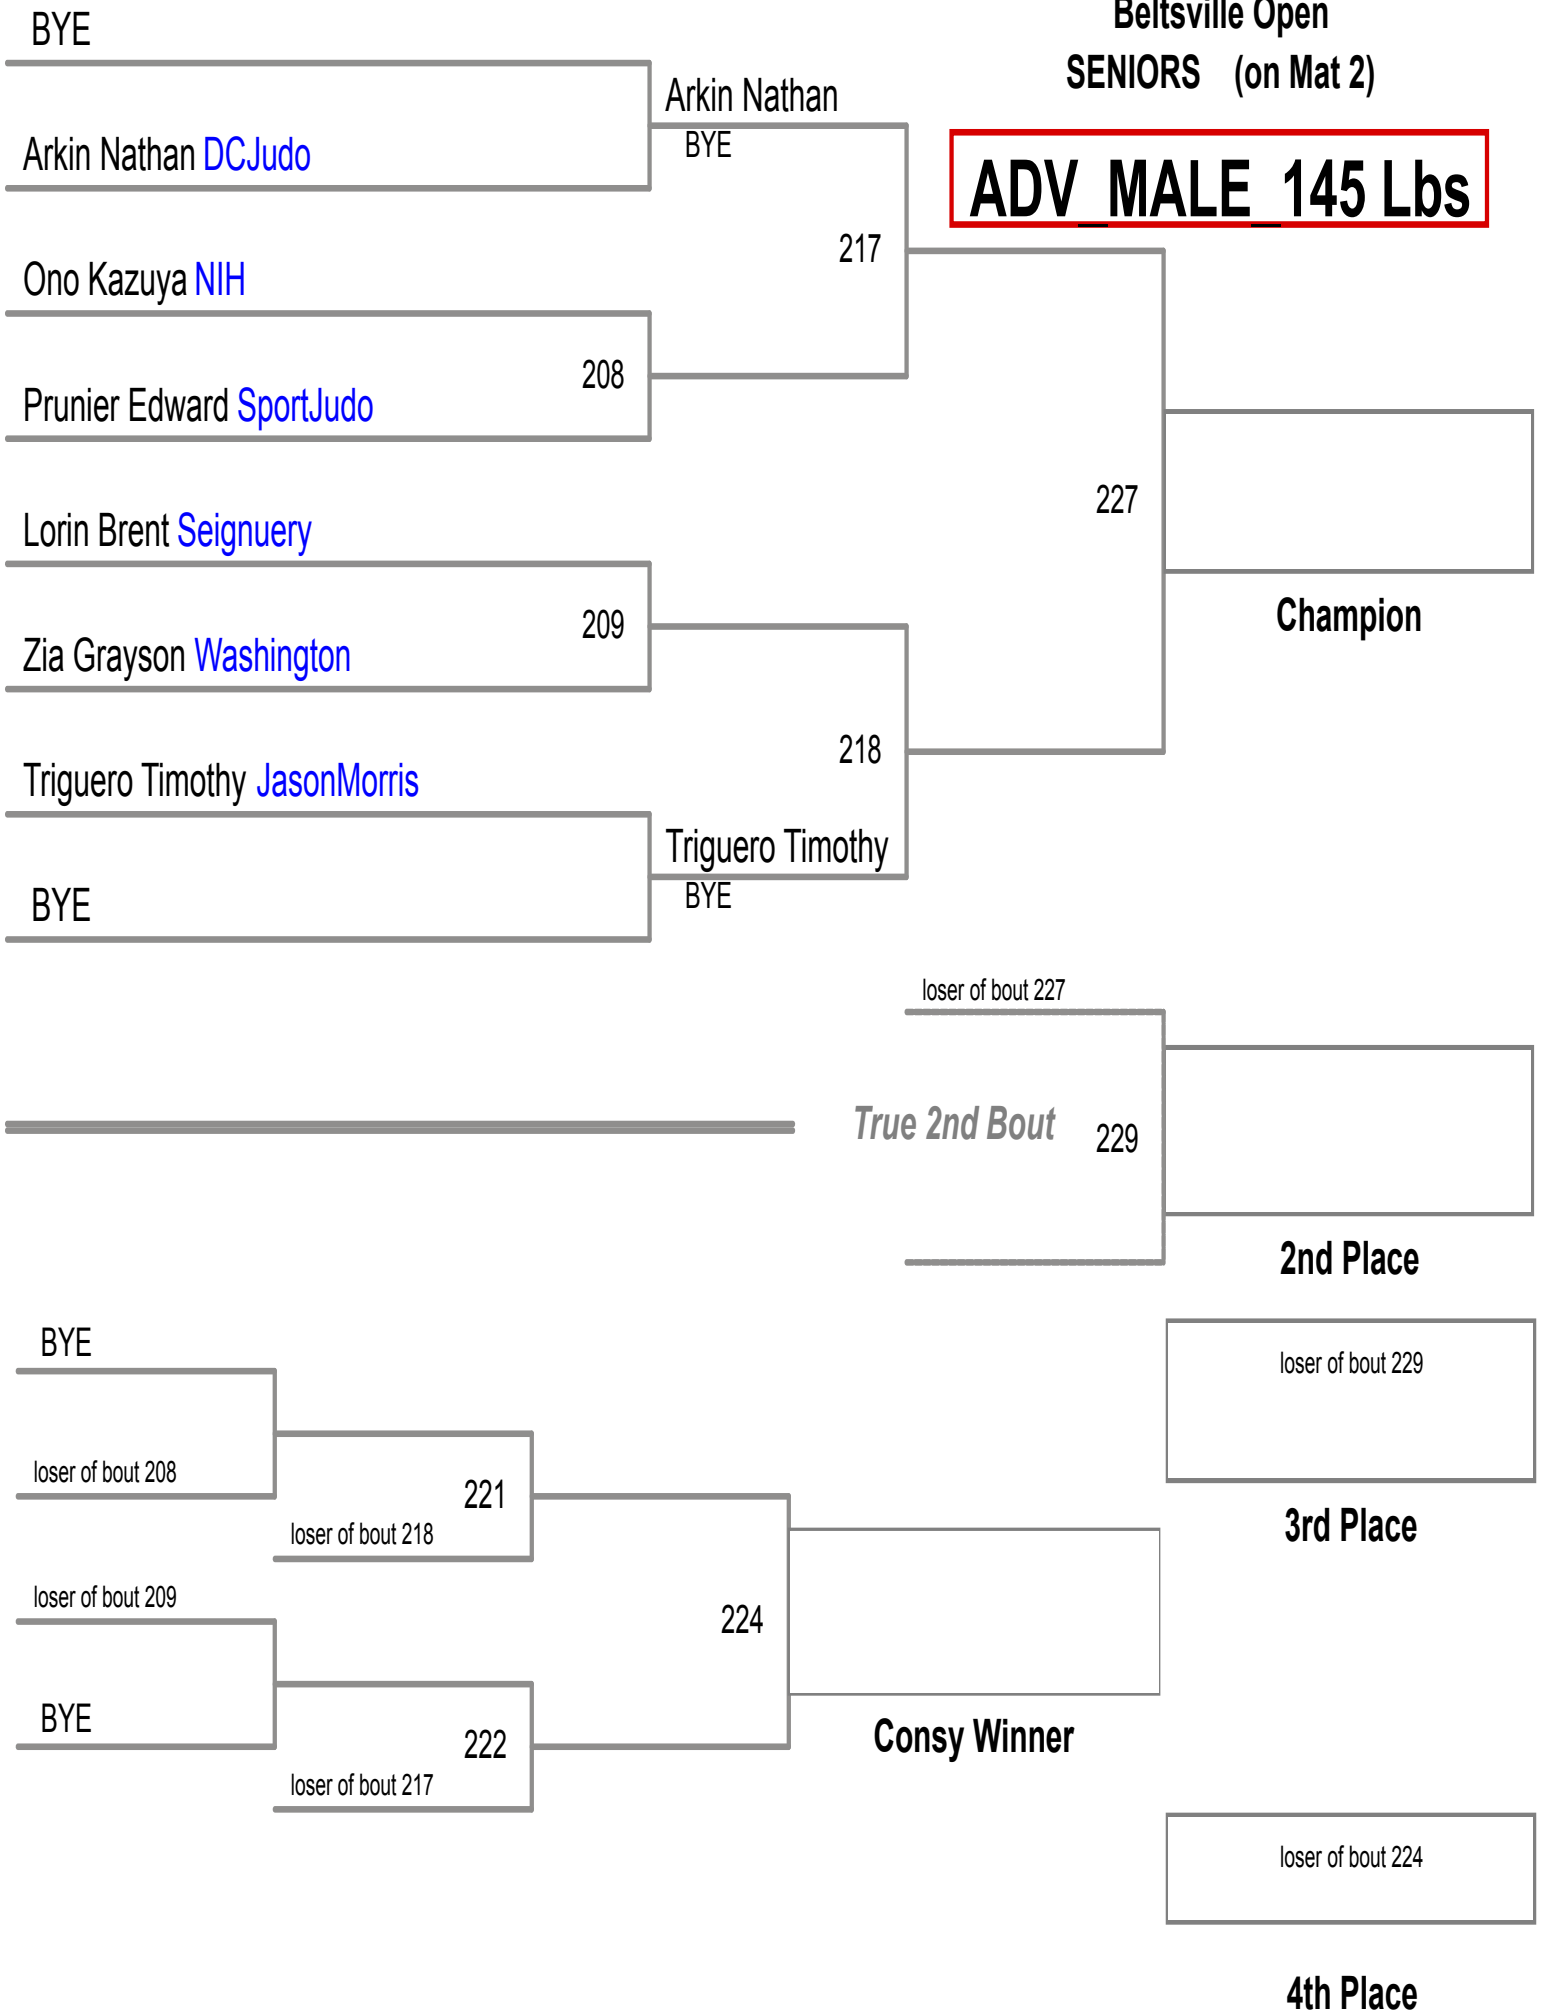 Beltsville Open
SENIORS (on Mat 2)
ADV_MALE_145 Lbs
BYE
Arkin Nathan
BYE
Arkin Nathan DCJudo
217
Ono Kazuya NIH
208
Prunier Edward SportJudo
227
Lorin Brent Seignuery
Champion
209
Zia Grayson Washington
218
Triguero Timothy JasonMorris
Triguero Timothy
BYE
BYE
loser of bout 227
True 2nd Bout
229
2nd Place
BYE
loser of bout 229
loser of bout 208
221
loser of bout 218
3rd Place
loser of bout 209
224
BYE
222
Consy Winner
loser of bout 217
loser of bout 224
4th Place